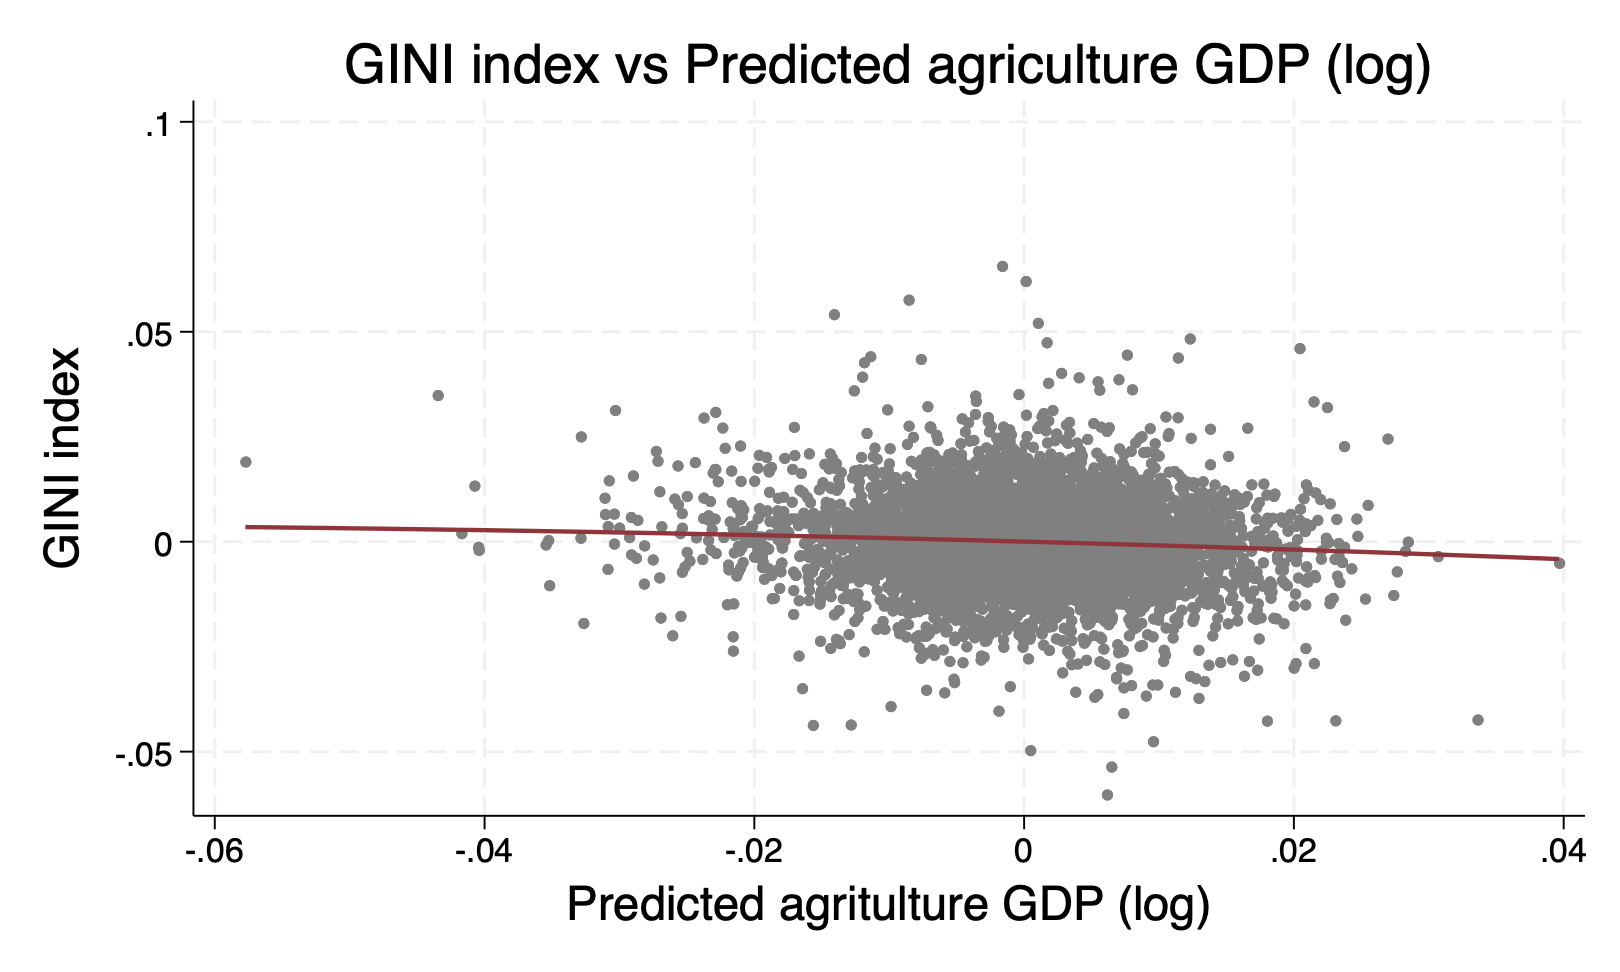 GINI index vs Predicted agriculture GDP (log)
.1
.05
0
-.05
GINI index
-.06 -.04 -.02 0 .02 .04
Predicted agritulture GDP (log)